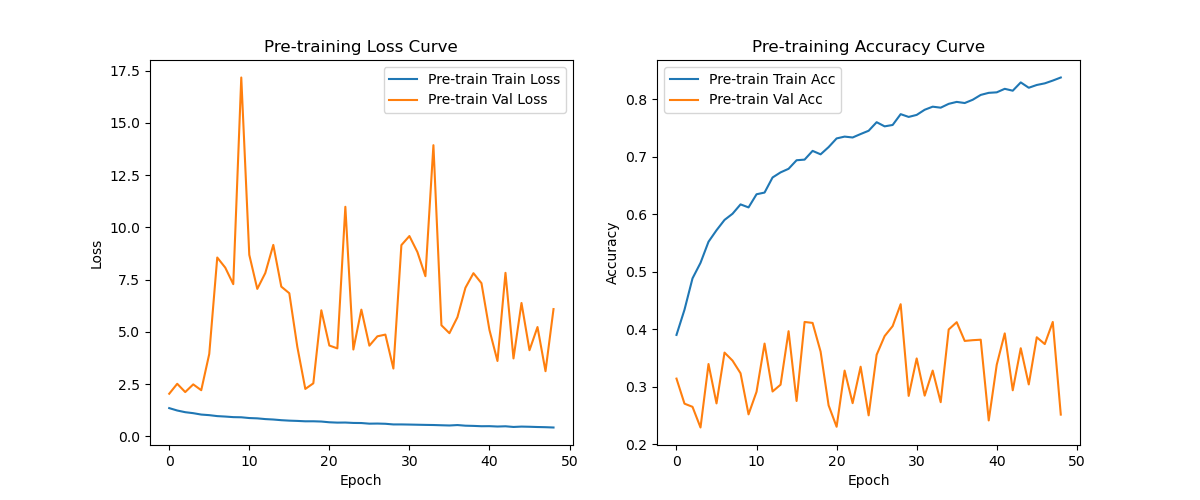 Pre-training Loss Curve
Pre-train Train Loss
Pre-train Val Loss
17.5
15.0
12.5
10.0
7.5
5.0
2.5
0.0
Loss
0 10 20 30 40 50
Epoch
Pre-training Accuracy Curve
Pre-train Train Acc
Pre-train Val Acc
0.8
0.7
0.6
0.5
0.4
0.3
0.2
Accuracy
0 10 20 30 40 50
Epoch